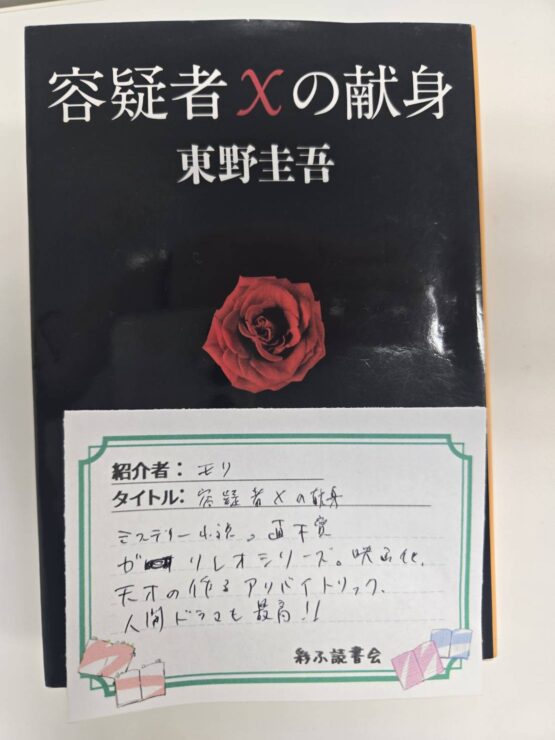 容疑者Xの献身
東野圭吾
紹介者: モリ
タイトル: 容疑者Xの献身
ミステリー小説。直木賞
ガリレオシリーズ。映画化。
天才の作るアリバイトリック。
人間ドラマも最高!!
彩ふ読書会